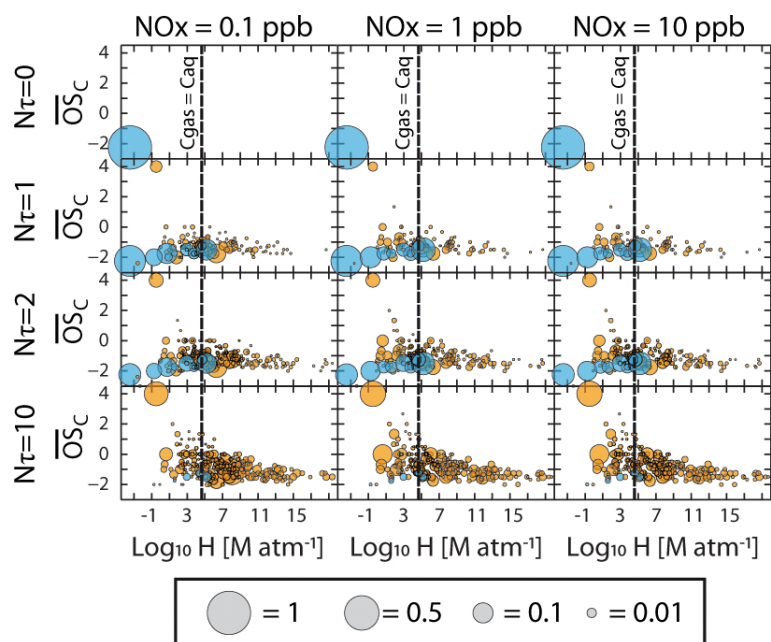 NOx = 0.1 ppb NOx = 1 ppb NOx = 10 ppb
Nτ=0
OSC
4
2
0
−2
Cgas = Caq
Cgas = Caq
Cgas = Caq
Nτ=1
OSC
4
2
0
−2
Nτ=2
OSC
4
2
0
−2
Nτ=10
OSC
4
2
0
−2
-1 3 7 11 15 -1 3 7 11 15 -1 3 7 11 15
Log₁₀ H [M atm⁻¹] Log₁₀ H [M atm⁻¹] Log₁₀ H [M atm⁻¹]
= 1 = 0.5 = 0.1 = 0.01